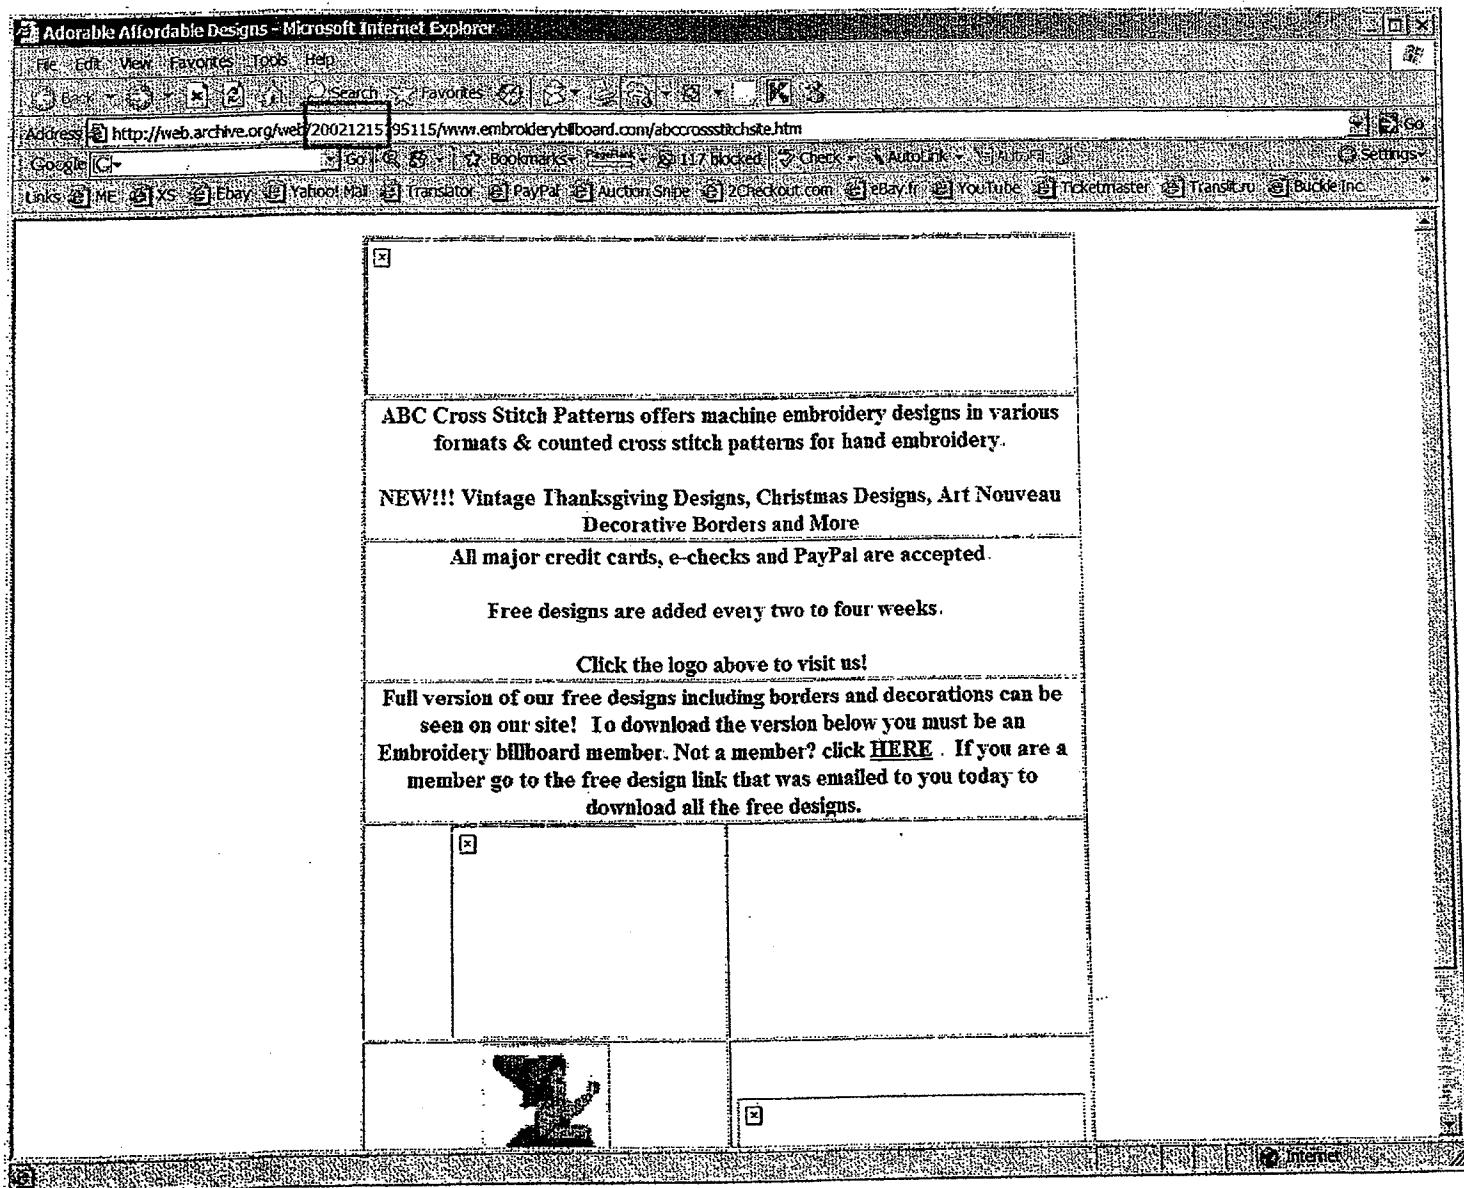 Adorable Affordable Designs - Microsoft Internet Explorer
File Edit View Favorites Tools Help
Back Search Favorites
Address http://web.archive.org/web/20021215195115/www.embroiderybillboard.com/abccrossstitchsite.htm Go
Google Go Bookmarks PageRank 117 blocked Check AutoLink AutoFill Settings
Links ME XS Ebay Yahoo! Mail Translator PayPal Auction Snipe 2Checkout.com eBay.fr YouTube Ticketmaster Translit.ru Buckle Inc.
ABC Cross Stitch Patterns offers machine embroidery designs in various
formats & counted cross stitch patterns for hand embroidery.
NEW!!! Vintage Thanksgiving Designs, Christmas Designs, Art Nouveau
Decorative Borders and More
All major credit cards, e-checks and PayPal are accepted.
Free designs are added every two to four weeks.
Click the logo above to visit us!
Full version of our free designs including borders and decorations can be
seen on our site! To download the version below you must be an
Embroidery billboard member. Not a member? click HERE . If you are a
member go to the free design link that was emailed to you today to
download all the free designs.
Internet